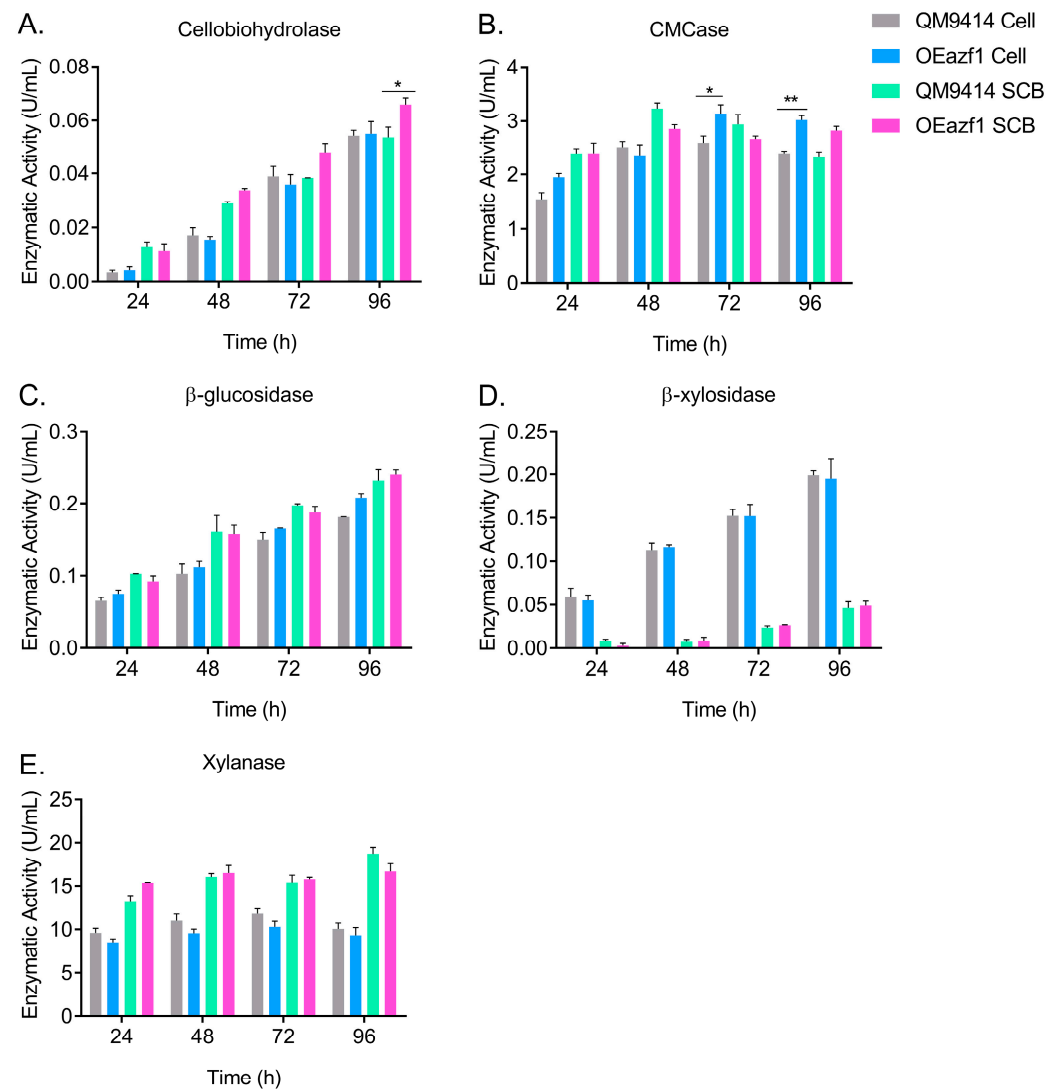 A.
Cellobiohydrolase
Enzymatic Activity (U/mL)
0.08
0.06
0.04
0.02
0.00
*
24 48 72 96
Time (h)
B.
CMCase
Enzymatic Activity (U/mL)
4
3
2
1
0
*
**
24 48 72 96
Time (h)
QM9414 Cell
OEazf1 Cell
QM9414 SCB
OEazf1 SCB
C.
β-glucosidase
Enzymatic Activity (U/mL)
0.3
0.2
0.1
0.0
24 48 72 96
Time (h)
D.
β-xylosidase
Enzymatic Activity (U/mL)
0.25
0.20
0.15
0.10
0.05
0.00
24 48 72 96
Time (h)
E.
Xylanase
Enzymatic Activity (U/mL)
25
20
15
10
5
0
24 48 72 96
Time (h)